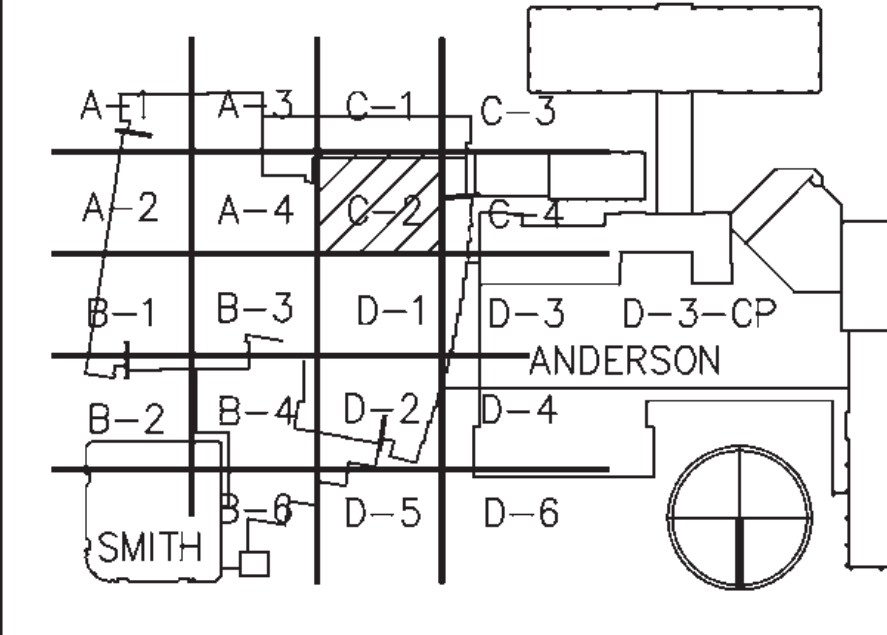 A-1 A-3 C-1 C-3
A-2 A-4 C-2 C-4
B-1 B-3 D-1 D-3 D-3-CP
ANDERSON
B-2 B-4 D-2 D-4
B-6 D-5 D-6
SMITH